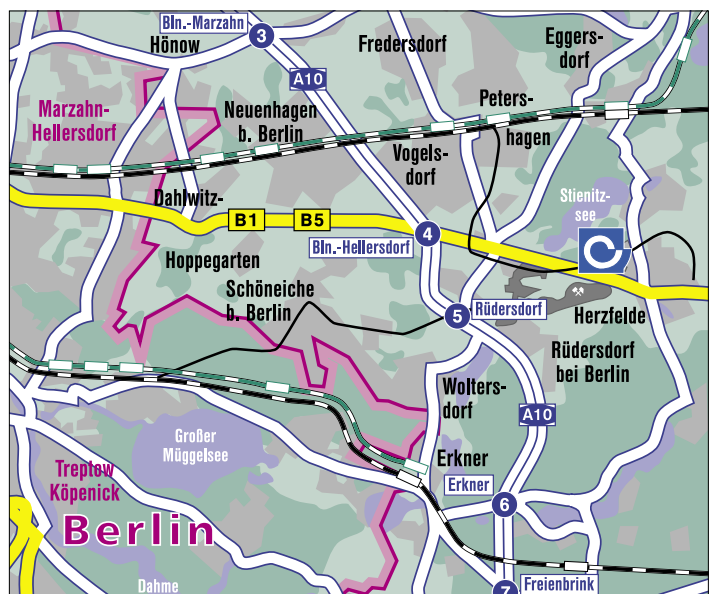 Bln.-Marzahn
3
Hönow
Fredersdorf
Eggers-
dorf
A10
Marzahn-
Hellersdorf
Neuenhagen
b. Berlin
Peters-
hagen
Vogels-
dorf
Dahlwitz-
Stienitz-
see
B1
B5
4
Bln.-Hellersdorf
Hoppegarten
Schöneiche
b. Berlin
5
Rüdersdorf
Herzfelde
Rüdersdorf
bei Berlin
Wolters-
dorf
A10
Großer
Müggelsee
Erkner
Treptow
Köpenick
Erkner
6
Berlin
Dahme
7
Freienbrink